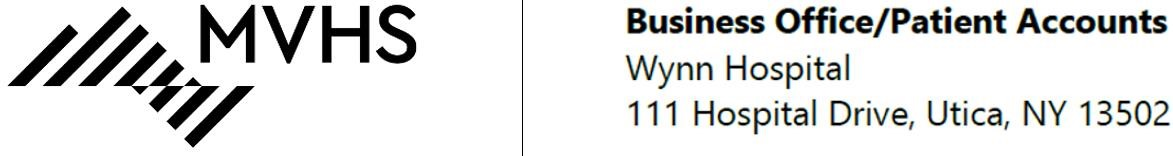 MVHS
Business Office/Patient Accounts
Wynn Hospital
111 Hospital Drive, Utica, NY 13502